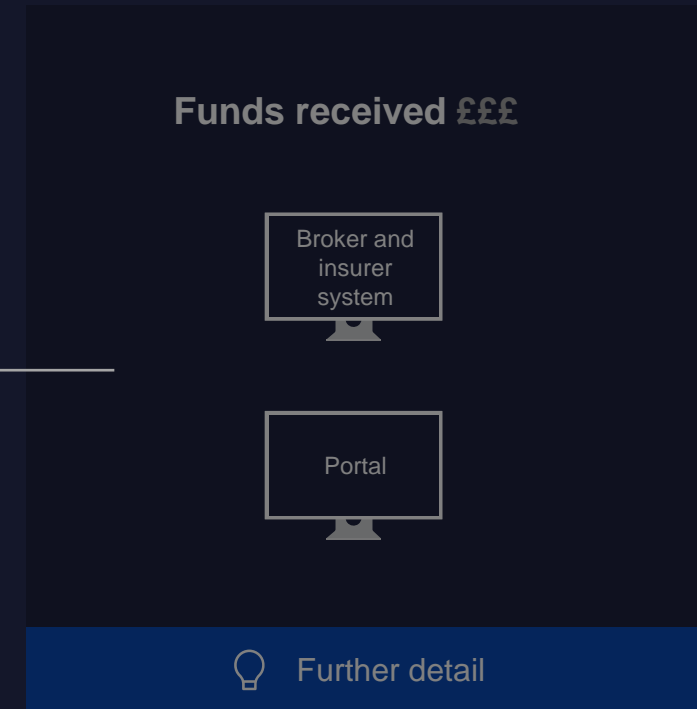 Funds received £££
Broker and
insurer
system
Portal
Further detail